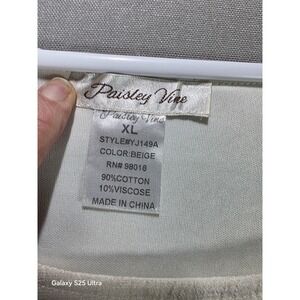 Paisley Vine
Paisley Vine
XL
STYLE#YJ149A
COLOR:BEIGE
RN# 98018
90%COTTON
10%VISCOSE
MADE IN CHINA
Galaxy S25 Ultra